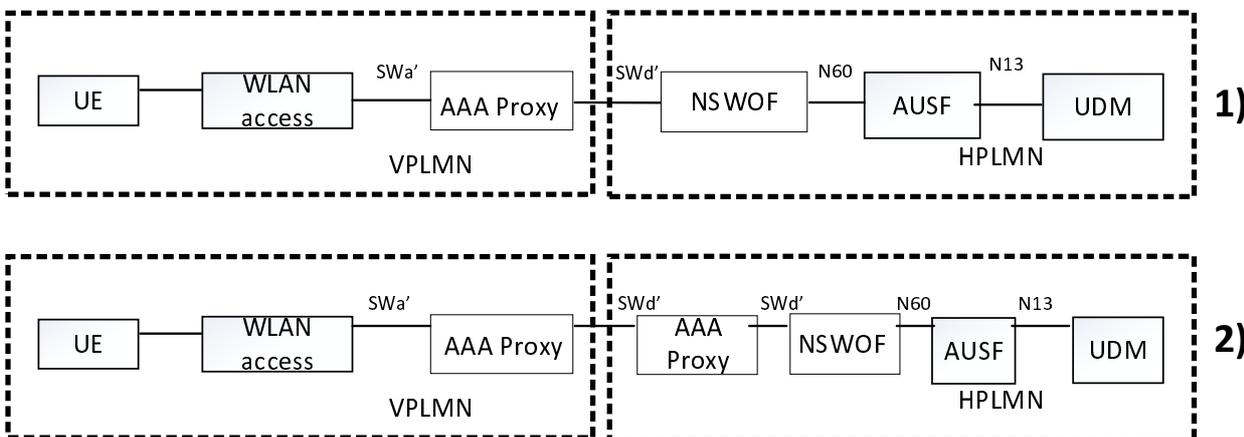 SWa’
SWd’
N60
N13
UE
WLAN
access
AAA Proxy
NSWOF
AUSF
UDM
1)
VPLMN
HPLMN
SWa’
SWd’
SWd’
N60
N13
UE
WLAN
access
AAA Proxy
AAA
Proxy
NSWOF
AUSF
UDM
2)
VPLMN
HPLMN